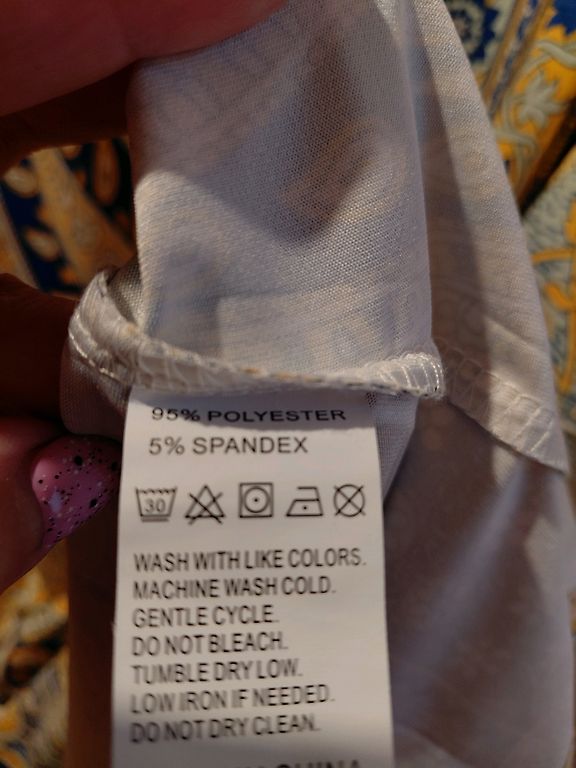 95% POLYESTER
5% SPANDEX
30
WASH WITH LIKE COLORS.
MACHINE WASH COLD.
GENTLE CYCLE.
DO NOT BLEACH.
TUMBLE DRY LOW.
LOW IRON IF NEEDED.
DO NOT DRY CLEAN.
CHINA